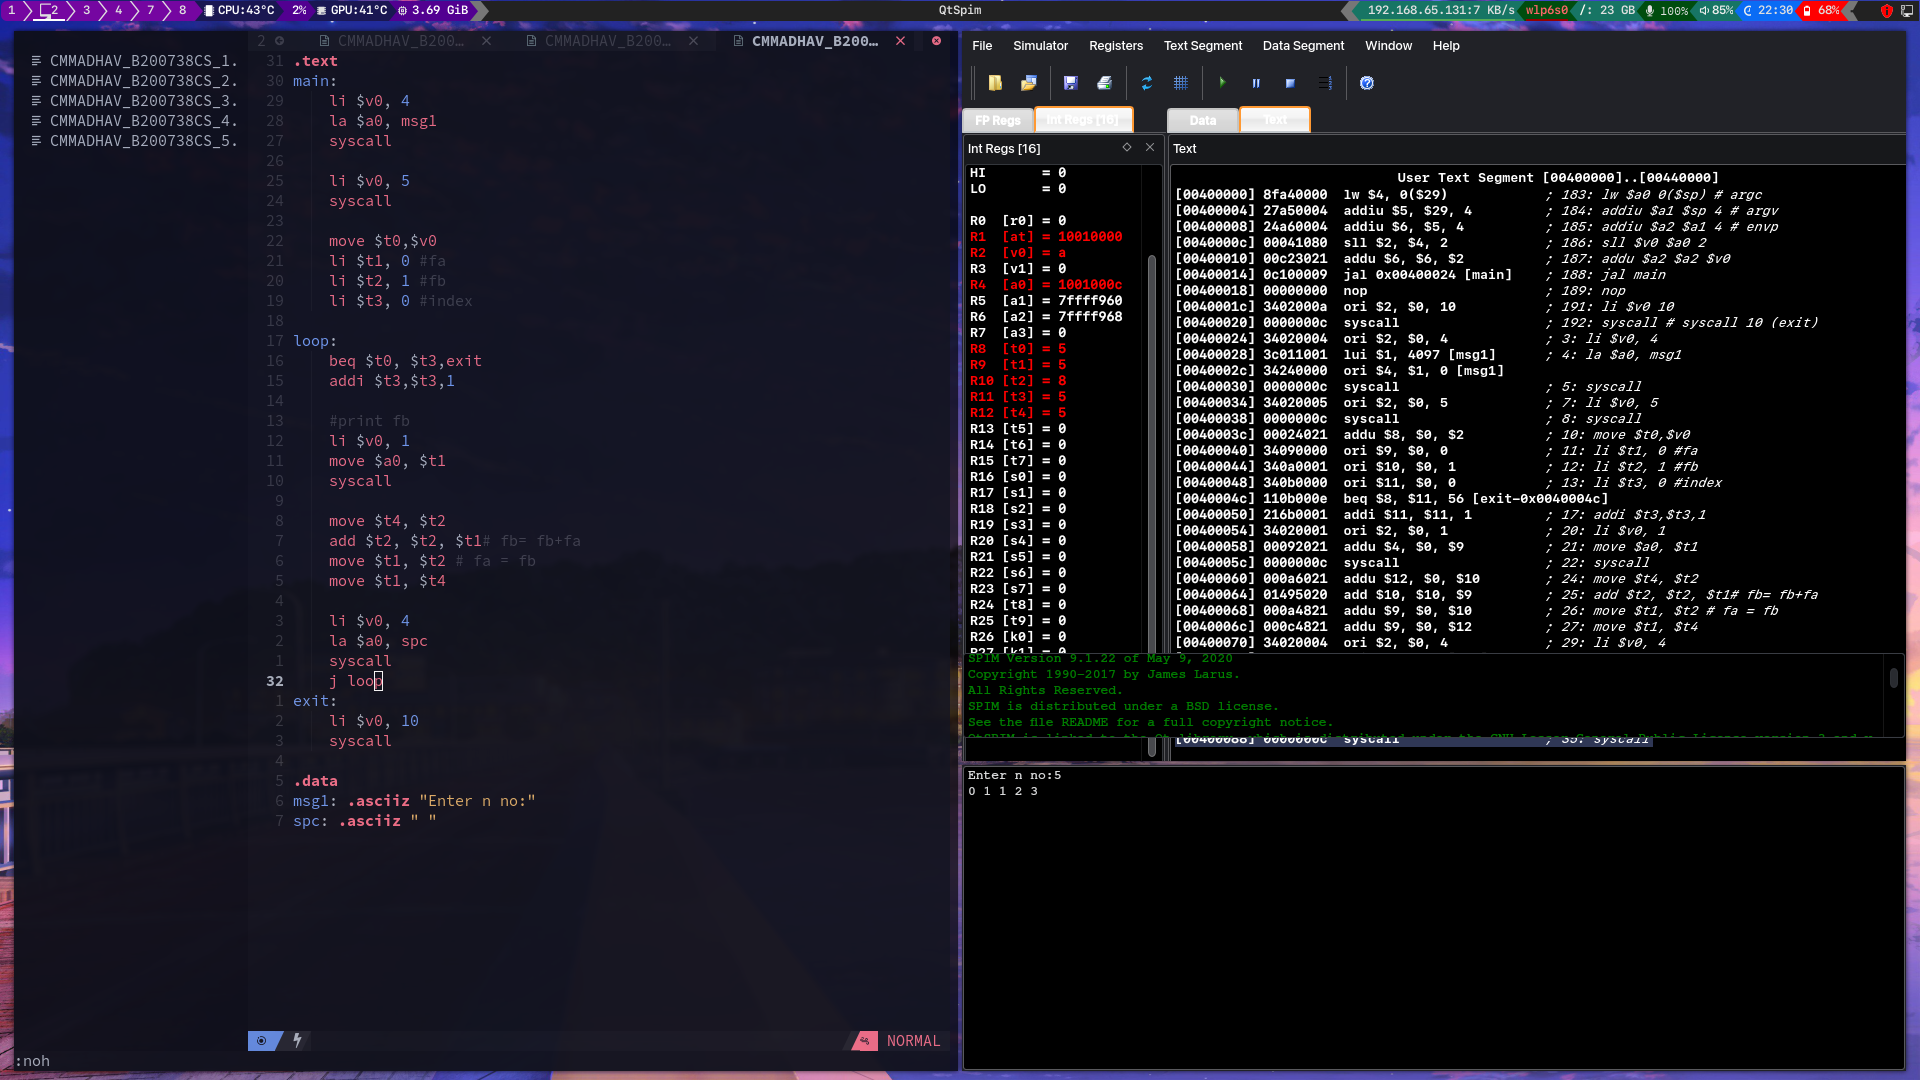 1 2 3 4 7 8 CPU:43°C 2% GPU:41°C 3.69 GiB QtSpim 192.168.65.131:7 KB/s wlp6s0 /: 23 GB 100% 85% 22:30 68%
CMMADHAV_B200738CS_1.
CMMADHAV_B200738CS_2.
CMMADHAV_B200738CS_3.
CMMADHAV_B200738CS_4.
CMMADHAV_B200738CS_5.
2 CMMADHAV_B200… CMMADHAV_B200… CMMADHAV_B200…
31 .text
30 main:
29 li $v0, 4
28 la $a0, msg1
27 syscall
26
25 li $v0, 5
24 syscall
23
22 move $t0,$v0
21 li $t1, 0 #fa
20 li $t2, 1 #fb
19 li $t3, 0 #index
18
17 loop:
16 beq $t0, $t3,exit
15 addi $t3,$t3,1
14
13 #print fb
12 li $v0, 1
11 move $a0, $t1
10 syscall
9
8 move $t4, $t2
7 add $t2, $t2, $t1# fb= fb+fa
6 move $t1, $t2 # fa = fb
5 move $t1, $t4
4
3 li $v0, 4
2 la $a0, spc
1 syscall
32 j loop
1 exit:
2 li $v0, 10
3 syscall
4
5 .data
6 msg1: .asciiz "Enter n no:"
7 spc: .asciiz " "
NORMAL
:noh
File Simulator Registers Text Segment Data Segment Window Help
FP Regs Int Regs [16] Data Text
Int Regs [16]
HI = 0
LO = 0
R0 [r0] = 0
R1 [at] = 10010000
R2 [v0] = a
R3 [v1] = 0
R4 [a0] = 1001000c
R5 [a1] = 7ffff960
R6 [a2] = 7ffff968
R7 [a3] = 0
R8 [t0] = 5
R9 [t1] = 5
R10 [t2] = 8
R11 [t3] = 5
R12 [t4] = 5
R13 [t5] = 0
R14 [t6] = 0
R15 [t7] = 0
R16 [s0] = 0
R17 [s1] = 0
R18 [s2] = 0
R19 [s3] = 0
R20 [s4] = 0
R21 [s5] = 0
R22 [s6] = 0
R23 [s7] = 0
R24 [t8] = 0
R25 [t9] = 0
R26 [k0] = 0
R27 [k1] = 0
Text
User Text Segment [00400000]..[00440000]
[00400000] 8fa40000 lw $4, 0($29) ; 183: lw $a0 0($sp) # argc
[00400004] 27a50004 addiu $5, $29, 4 ; 184: addiu $a1 $sp 4 # argv
[00400008] 24a60004 addiu $6, $5, 4 ; 185: addiu $a2 $a1 4 # envp
[0040000c] 00041080 sll $2, $4, 2 ; 186: sll $v0 $a0 2
[00400010] 00c23021 addu $6, $6, $2 ; 187: addu $a2 $a2 $v0
[00400014] 0c100009 jal 0x00400024 [main] ; 188: jal main
[00400018] 00000000 nop ; 189: nop
[0040001c] 3402000a ori $2, $0, 10 ; 191: li $v0 10
[00400020] 0000000c syscall ; 192: syscall # syscall 10 (exit)
[00400024] 34020004 ori $2, $0, 4 ; 3: li $v0, 4
[00400028] 3c011001 lui $1, 4097 [msg1] ; 4: la $a0, msg1
[0040002c] 34240000 ori $4, $1, 0 [msg1]
[00400030] 0000000c syscall ; 5: syscall
[00400034] 34020005 ori $2, $0, 5 ; 7: li $v0, 5
[00400038] 0000000c syscall ; 8: syscall
[0040003c] 00024021 addu $8, $0, $2 ; 10: move $t0,$v0
[00400040] 34090000 ori $9, $0, 0 ; 11: li $t1, 0 #fa
[00400044] 340a0001 ori $10, $0, 1 ; 12: li $t2, 1 #fb
[00400048] 340b0000 ori $11, $0, 0 ; 13: li $t3, 0 #index
[0040004c] 110b000e beq $8, $11, 56 [exit-0x0040004c]
[00400050] 216b0001 addi $11, $11, 1 ; 17: addi $t3,$t3,1
[00400054] 34020001 ori $2, $0, 1 ; 20: li $v0, 1
[00400058] 00092021 addu $4, $0, $9 ; 21: move $a0, $t1
[0040005c] 0000000c syscall ; 22: syscall
[00400060] 000a6021 addu $12, $0, $10 ; 24: move $t4, $t2
[00400064] 01495020 add $10, $10, $9 ; 25: add $t2, $t2, $t1# fb= fb+fa
[00400068] 000a4821 addu $9, $0, $10 ; 26: move $t1, $t2 # fa = fb
[0040006c] 000c4821 addu $9, $0, $12 ; 27: move $t1, $t4
[00400070] 34020004 ori $2, $0, 4 ; 29: li $v0, 4
SPIM Version 9.1.22 of May 9, 2020
Copyright 1990-2017 by James Larus.
All Rights Reserved.
SPIM is distributed under a BSD license.
See the file README for a full copyright notice.
QtSPIM is linked to the Qt library, which is distributed under the GNU Lesser General Public License version 3 and
[00400088] 0000000c syscall ; 35: syscall
Enter n no:5
0 1 1 2 3